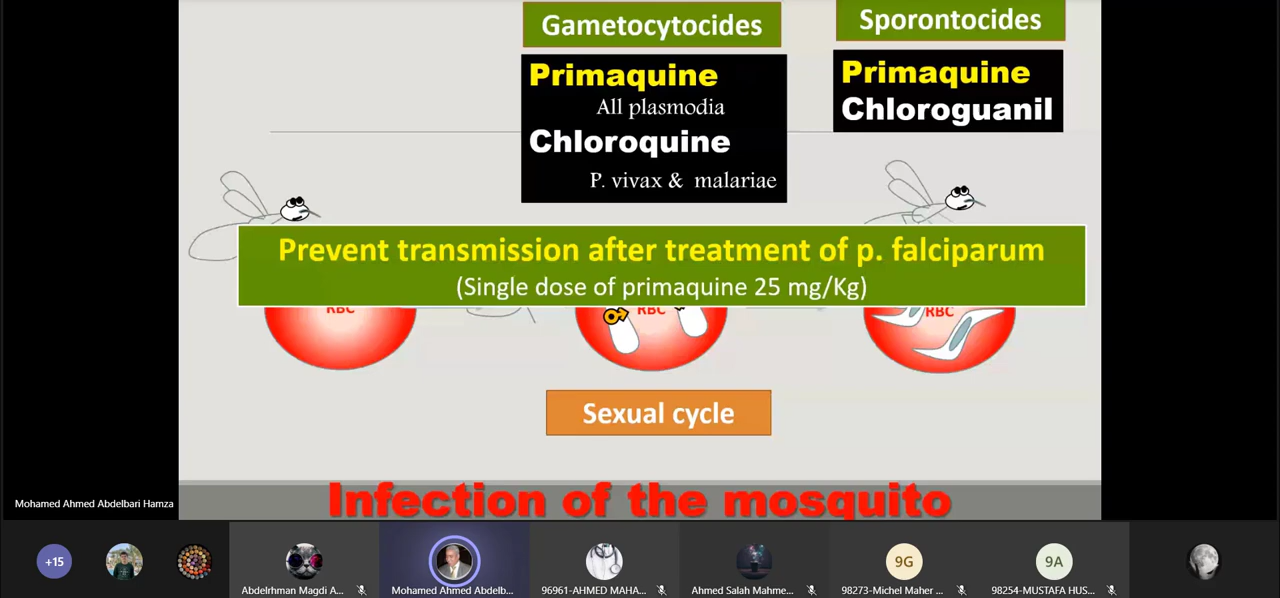 Gametocytocides
Sporontocides
Primaquine
All plasmodia
Chloroquine
P. vivax & malariae
Primaquine
Chloroguanil
Prevent transmission after treatment of p. falciparum
(Single dose of primaquine 25 mg/Kg)
RBC
RBC
RBC
Sexual cycle
Infection of the mosquito
Mohamed Ahmed Abdelbari Hamza
+15
9G
9A
Abdelrhman Magdi A...
Mohamed Ahmed Abdelb...
96961-AHMED MAHA...
Ahmed Salah Mahme...
98273-Michel Maher ...
98254-MUSTAFA HUS...